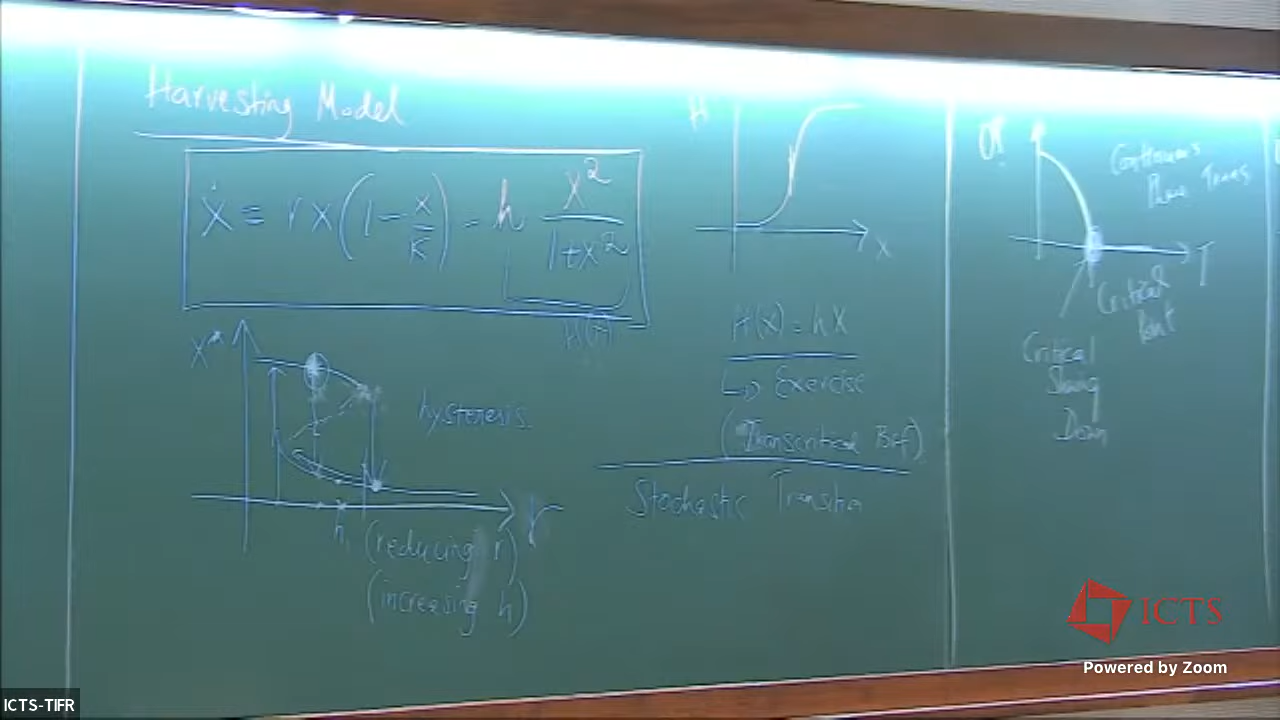 Harvesting Model
ẋ = rx(1 - x/K) - h x²/(1+x²)
H(x)
x*
hysteresis
h
(reducing r)
(increasing h)
H
x
H(x) = hx
↳ Exercise
(Transcritical Bif)
Stochastic Transition
Continuous
Phase Trans
T
Critical
Point
Critical
Slowing
Down
ICTS
Powered by Zoom
ICTS-TIFR